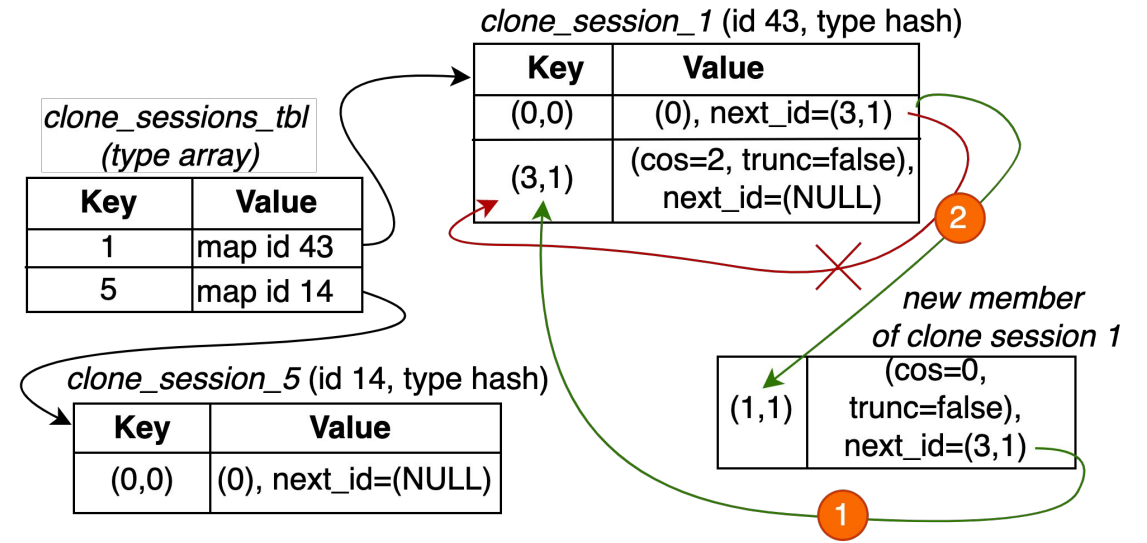 clone_session_1 (id 43, type hash)
Key Value
(0,0) (0), next_id=(3,1)
(3,1) (cos=2, trunc=false),
next_id=(NULL)
clone_sessions_tbl
(type array)
Key Value
1 map id 43
5 map id 14
2
new member
of clone session 1
(1,1) (cos=0,
trunc=false),
next_id=(3,1)
clone_session_5 (id 14, type hash)
Key Value
(0,0) (0), next_id=(NULL)
1